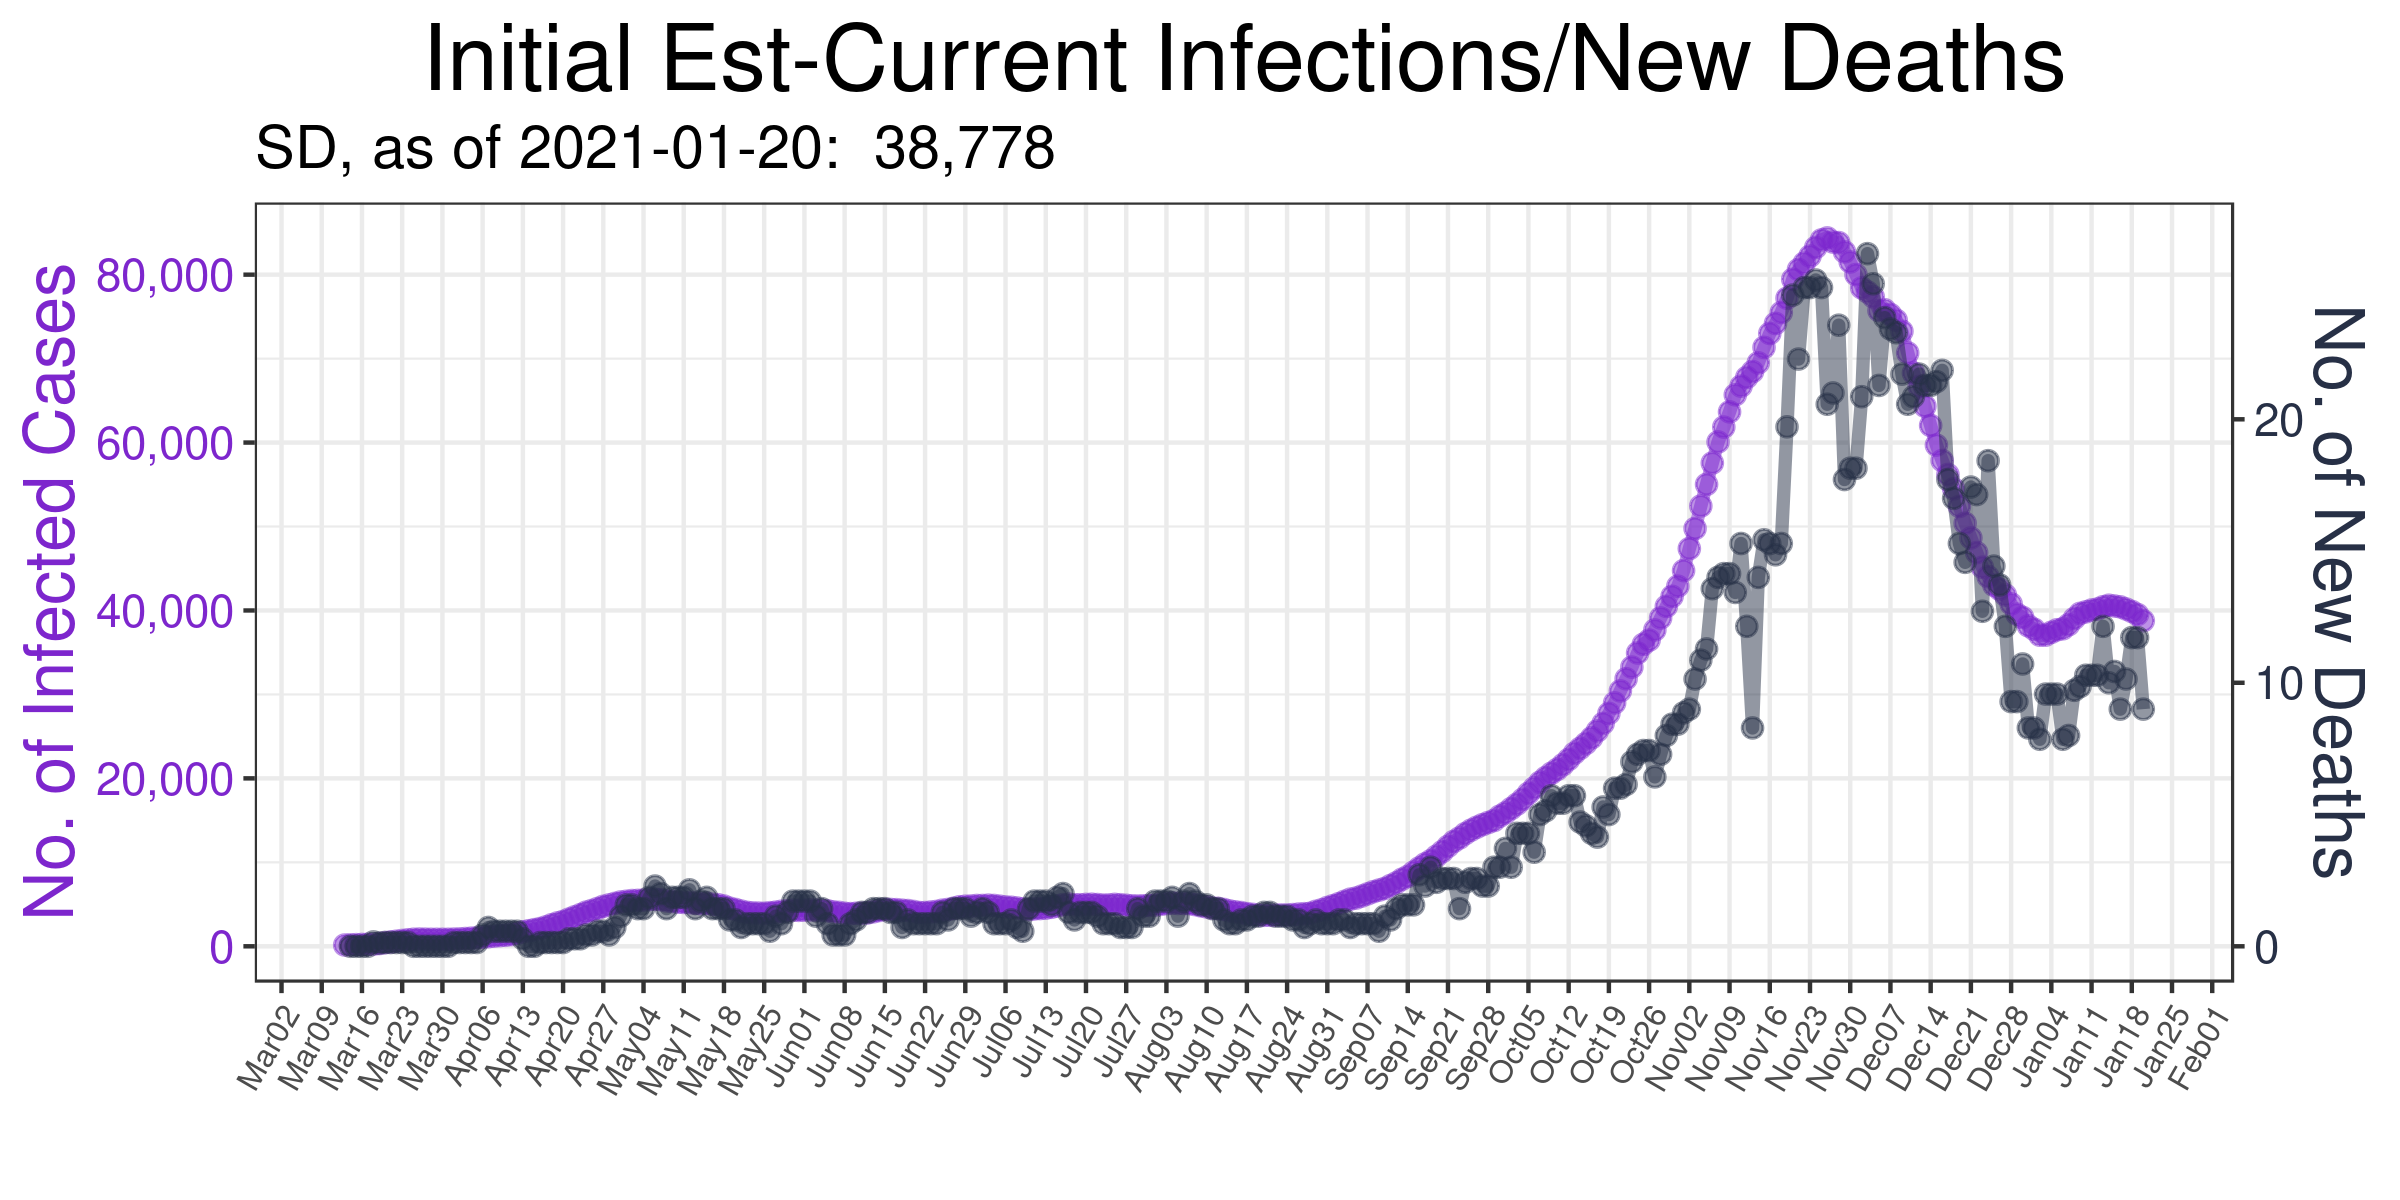 Initial Est-Current Infections/New Deaths
SD, as of 2021-01-20:  38,778
No. of Infected Cases
80,000
60,000
40,000
20,000
0
20
10
0
No. of New Deaths
Mar02
Mar09
Mar16
Mar23
Mar30
Apr06
Apr13
Apr20
Apr27
May04
May11
May18
May25
Jun01
Jun08
Jun15
Jun22
Jun29
Jul06
Jul13
Jul20
Jul27
Aug03
Aug10
Aug17
Aug24
Aug31
Sep07
Sep14
Sep21
Sep28
Oct05
Oct12
Oct19
Oct26
Nov02
Nov09
Nov16
Nov23
Nov30
Dec07
Dec14
Dec21
Dec28
Jan04
Jan11
Jan18
Jan25
Feb01